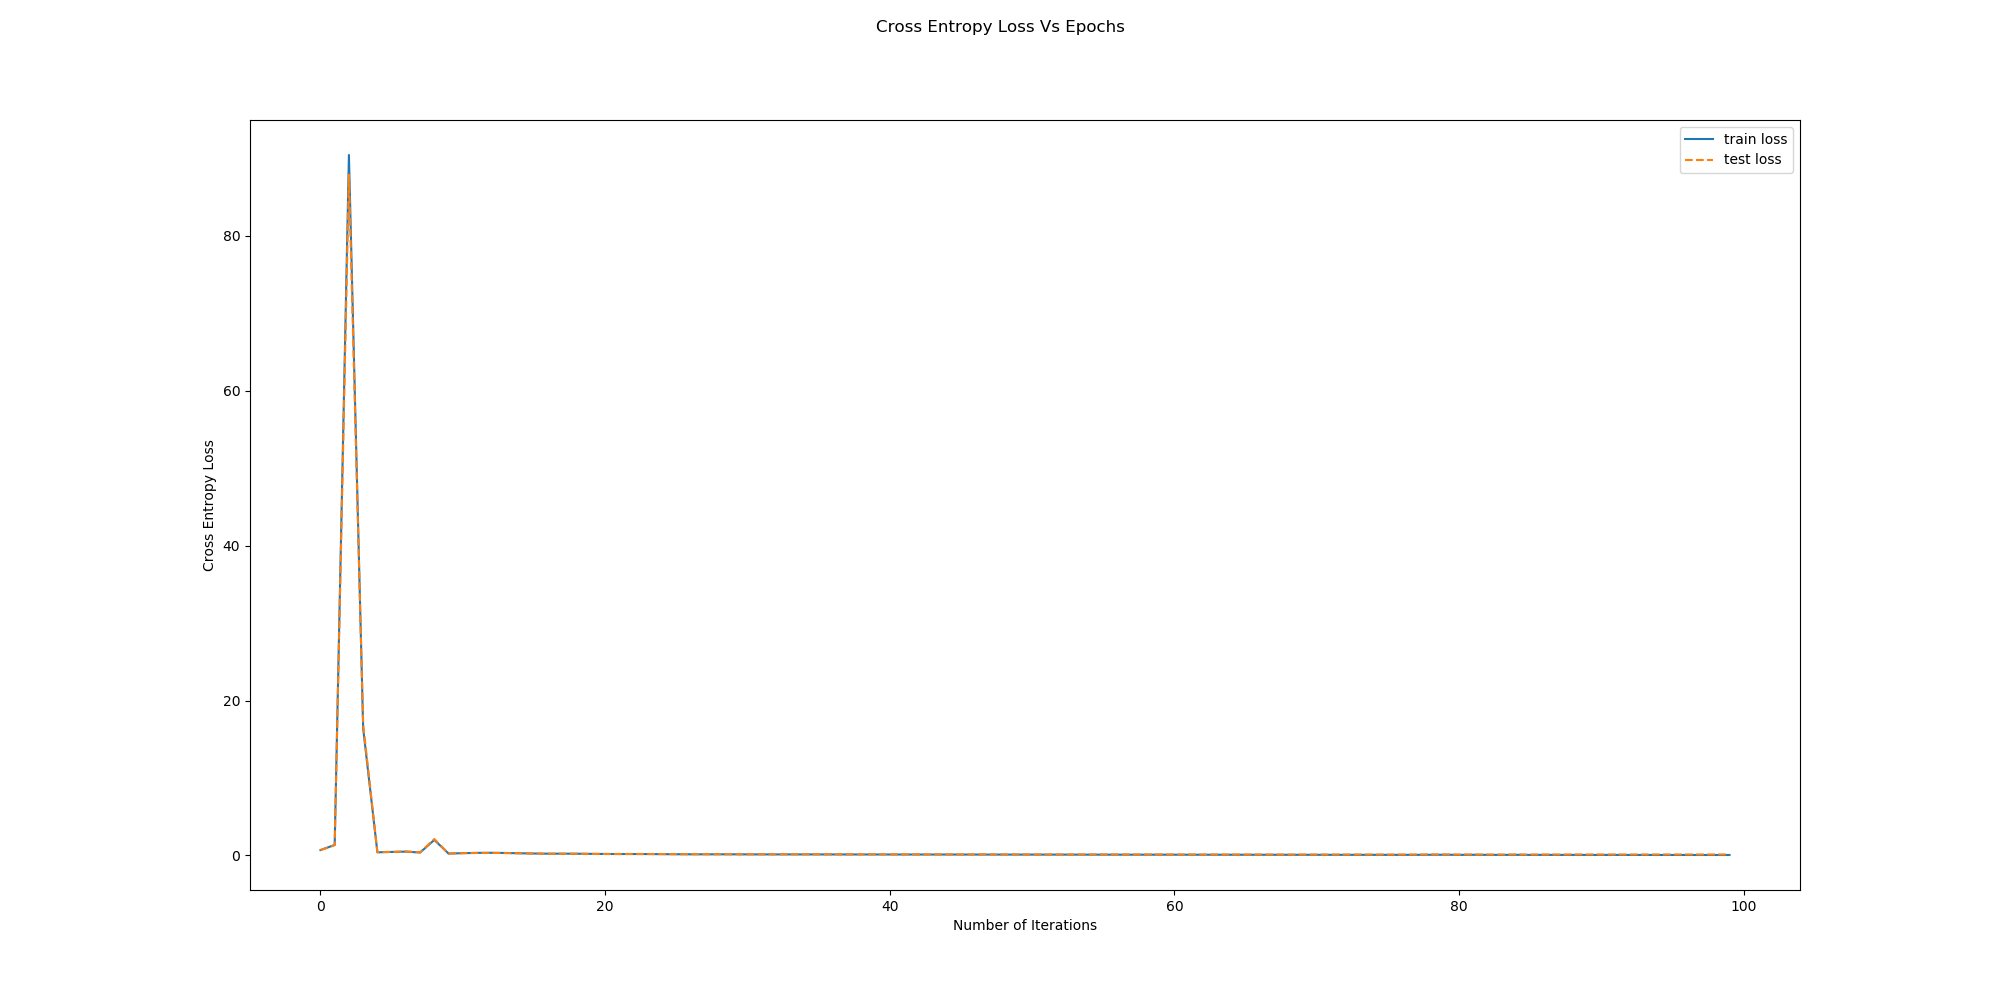 Cross Entropy Loss Vs Epochs
train loss
test loss
80
60
40
20
0
Cross Entropy Loss
0 20 40 60 80 100
Number of Iterations